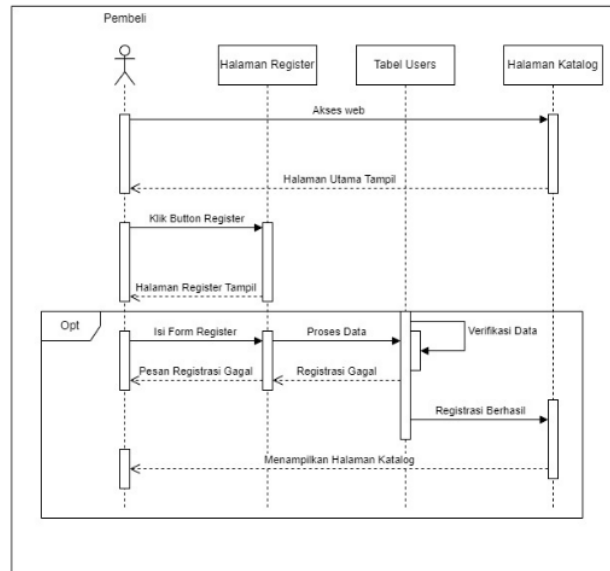 Pembeli
Halaman Register
Tabel Users
Halaman Katalog
Akses web
Halaman Utama Tampil
Klik Button Register
Halaman Register Tampil
Opt
Isi Form Register
Proses Data
Verifikasi Data
Pesan Registrasi Gagal
Registrasi Gagal
Registrasi Berhasil
Menampilkan Halaman Katalog